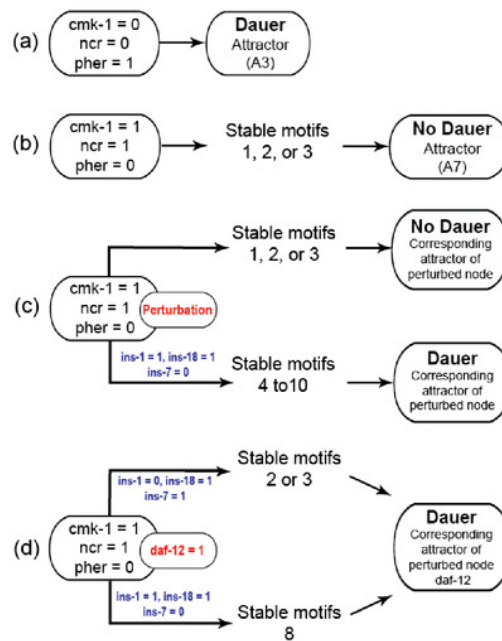 (a)
cmk-1 = 0
ncr = 0
pher = 1
Dauer
Attractor
(A3)
(b)
cmk-1 = 1
ncr = 1
pher = 0
Stable motifs
1, 2, or 3
No Dauer
Attractor
(A7)
(c)
cmk-1 = 1
ncr = 1
pher = 0
Perturbation
Stable motifs
1, 2, or 3
No Dauer
Corresponding
attractor of
perturbed node
ins-1 = 1, ins-18 = 1
ins-7 = 0
Stable motifs
4 to10
Dauer
Corresponding
attractor of
perturbed node
(d)
cmk-1 = 1
ncr = 1
pher = 0
daf-12 = 1
ins-1 = 0, ins-18 = 1
ins-7 = 1
Stable motifs
2 or 3
ins-1 = 1, ins-18 = 1
ins-7 = 0
Stable motifs
8
Dauer
Corresponding
attractor of
perturbed node
daf-12